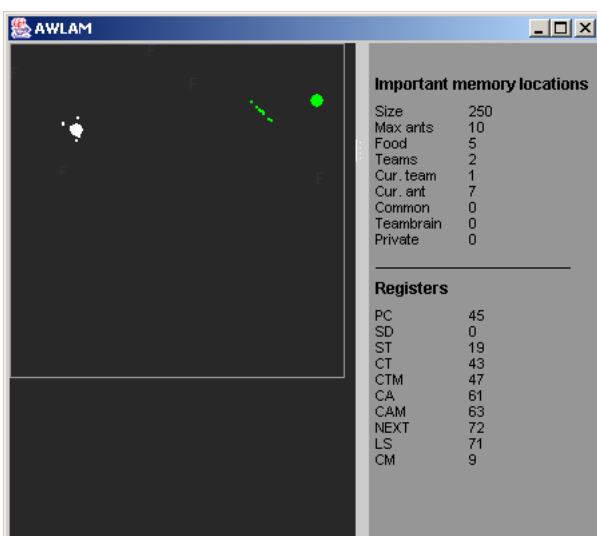 AWLAM
F
F
F
F
F
Important memory locations
Size 250
Max ants 10
Food 5
Teams 2
Cur. team 1
Cur. ant 7
Common 0
Teambrain 0
Private 0
Registers
PC 45
SD 0
ST 19
CT 43
CTM 47
CA 61
CAM 63
NEXT 72
LS 71
CM 9